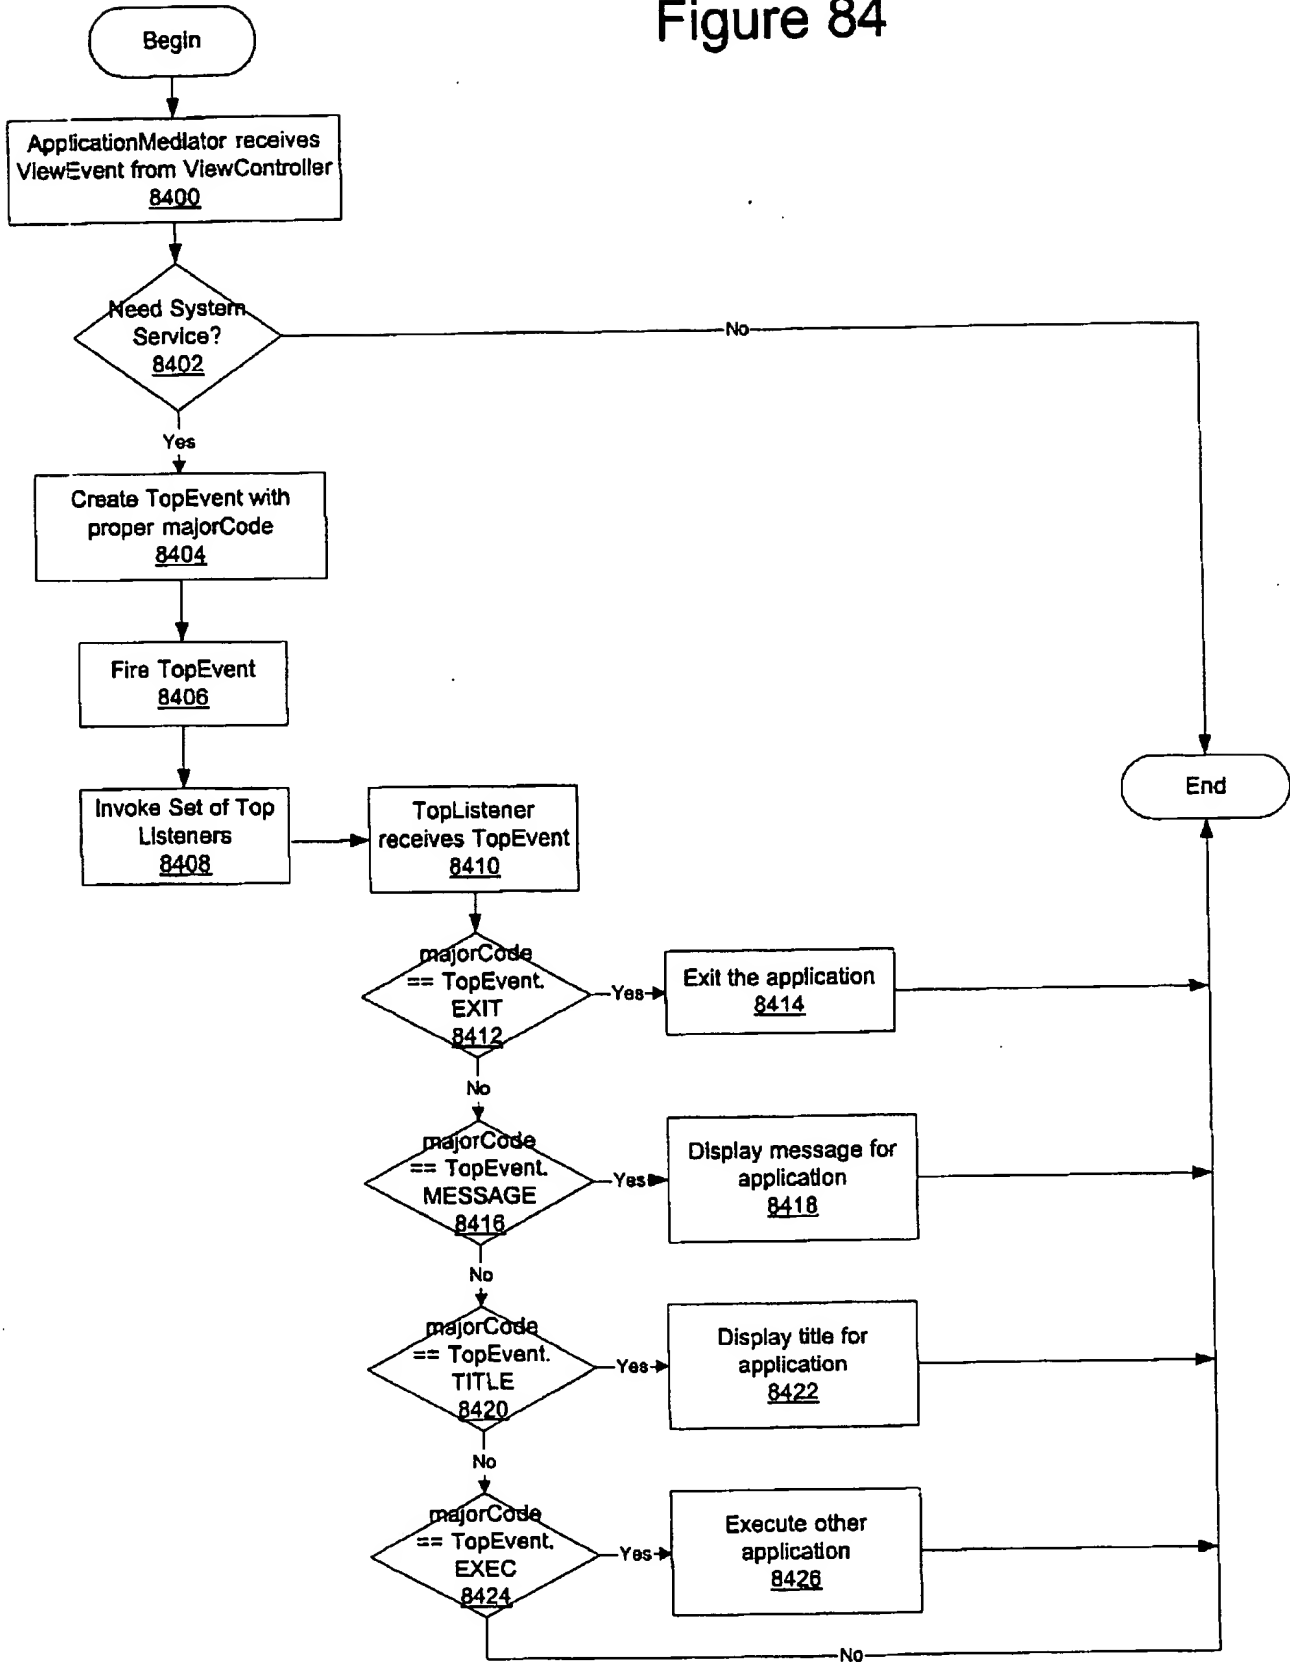 Figure 84
Begin
ApplicationMediator receives
ViewEvent from ViewController
8400
Need System
Service?
8402
No
Yes
Create TopEvent with
proper majorCode
8404
Fire TopEvent
8406
Invoke Set of Top
Listeners
8408
TopListener
receives TopEvent
8410
End
majorCode
== TopEvent.
EXIT
8412
Yes
Exit the application
8414
No
majorCode
== TopEvent.
MESSAGE
8416
Yes
Display message for
application
8418
No
majorCode
== TopEvent.
TITLE
8420
Yes
Display title for
application
8422
No
majorCode
== TopEvent.
EXEC
8424
Yes
Execute other
application
8426
No